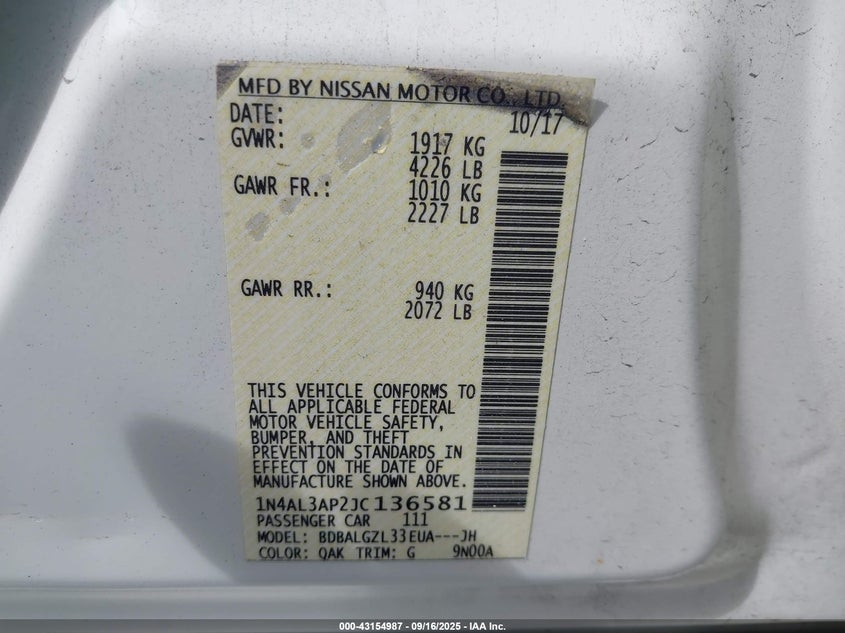 MFD BY NISSAN MOTOR CO., LTD.
DATE: 10/17
GVWR: 1917 KG
4226 LB
GAWR FR.: 1010 KG
2227 LB
GAWR RR.: 940 KG
2072 LB
THIS VEHICLE CONFORMS TO
ALL APPLICABLE FEDERAL
MOTOR VEHICLE SAFETY,
BUMPER, AND THEFT
PREVENTION STANDARDS IN
EFFECT ON THE DATE OF
MANUFACTURE SHOWN ABOVE.
1N4AL3AP2JC136581
PASSENGER CAR 111
MODEL: BDBALGZL33EUA---JH
COLOR: QAK TRIM: G 9N00A
000-43154987 - 09/16/2025 - IAA Inc.